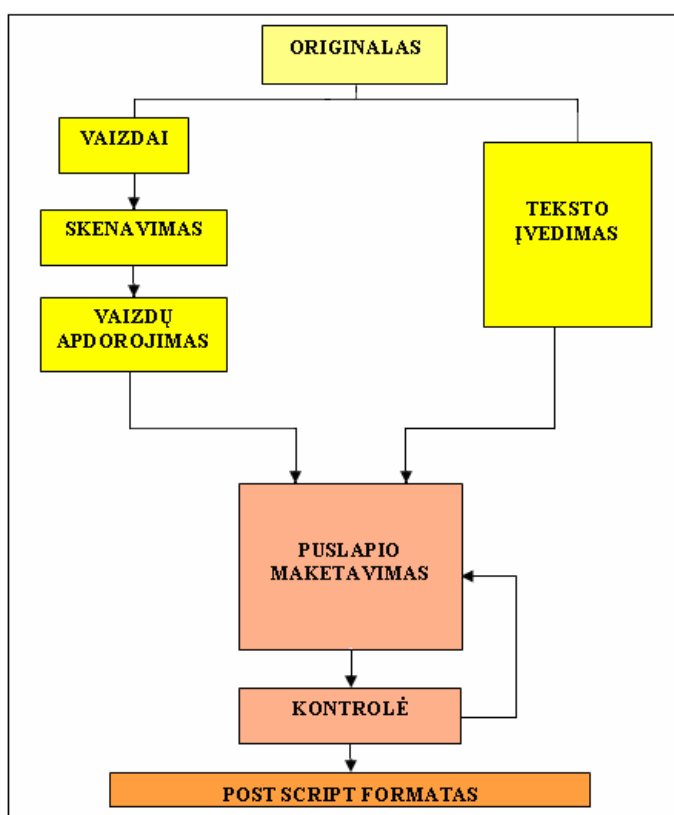 ORIGINALAS
VAIZDAI
SKENAVIMAS
VAIZDŲ
APDOROJIMAS
TEKSTO
ĮVEDIMAS
PUSLAPIO
MAKETAVIMAS
KONTROLĖ
POST SCRIPT FORMATAS